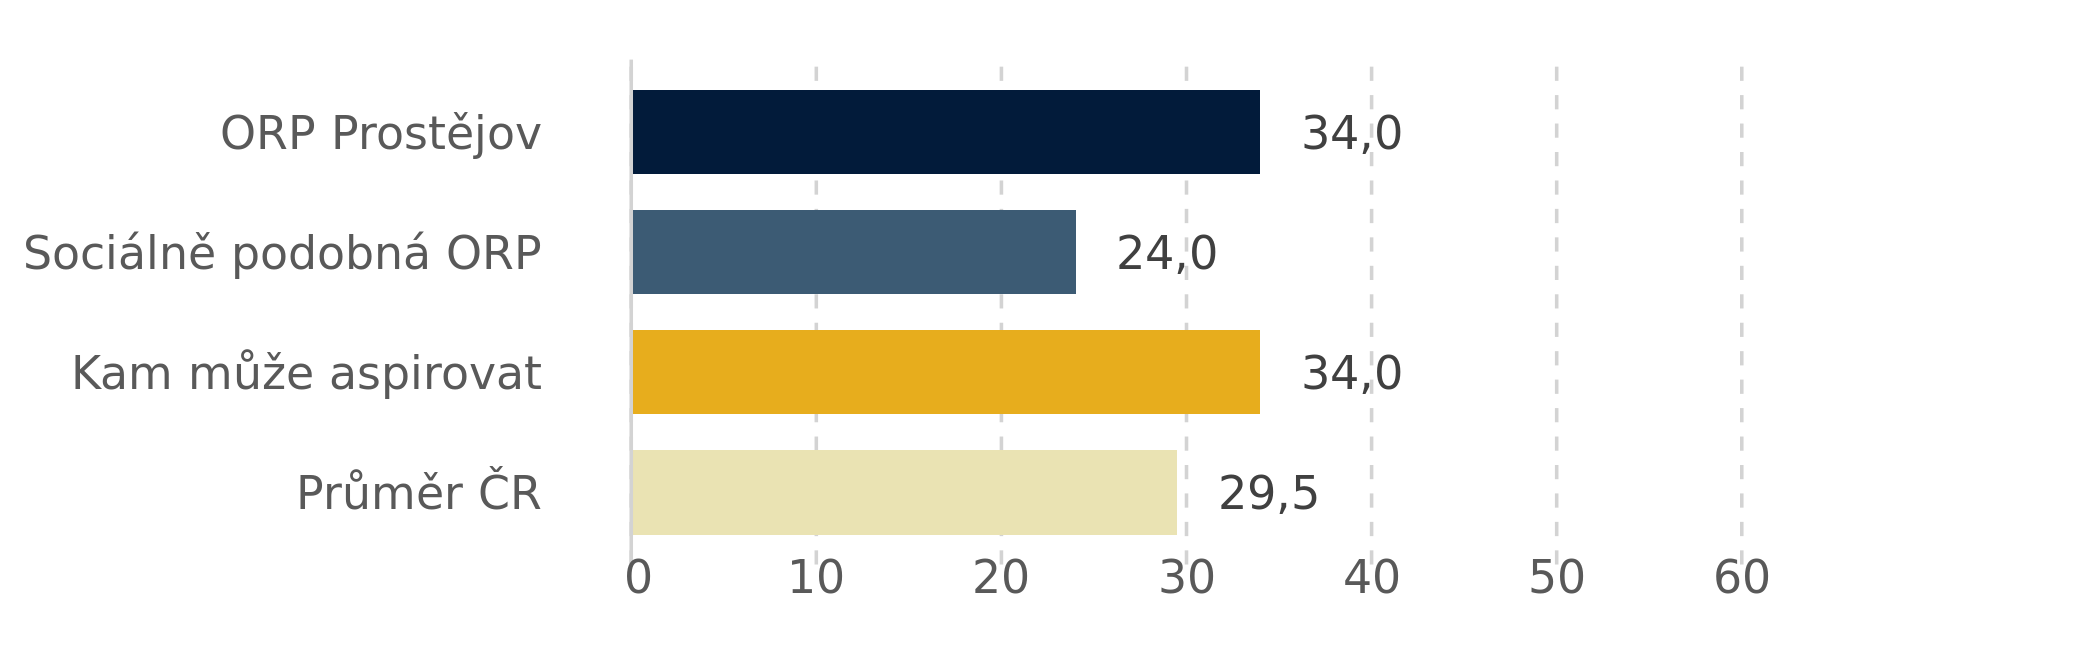 ORP Prostějov 34,0
Sociálně podobná ORP 24,0
Kam může aspirovat 34,0
Průměr ČR 29,5
0 10 20 30 40 50 60